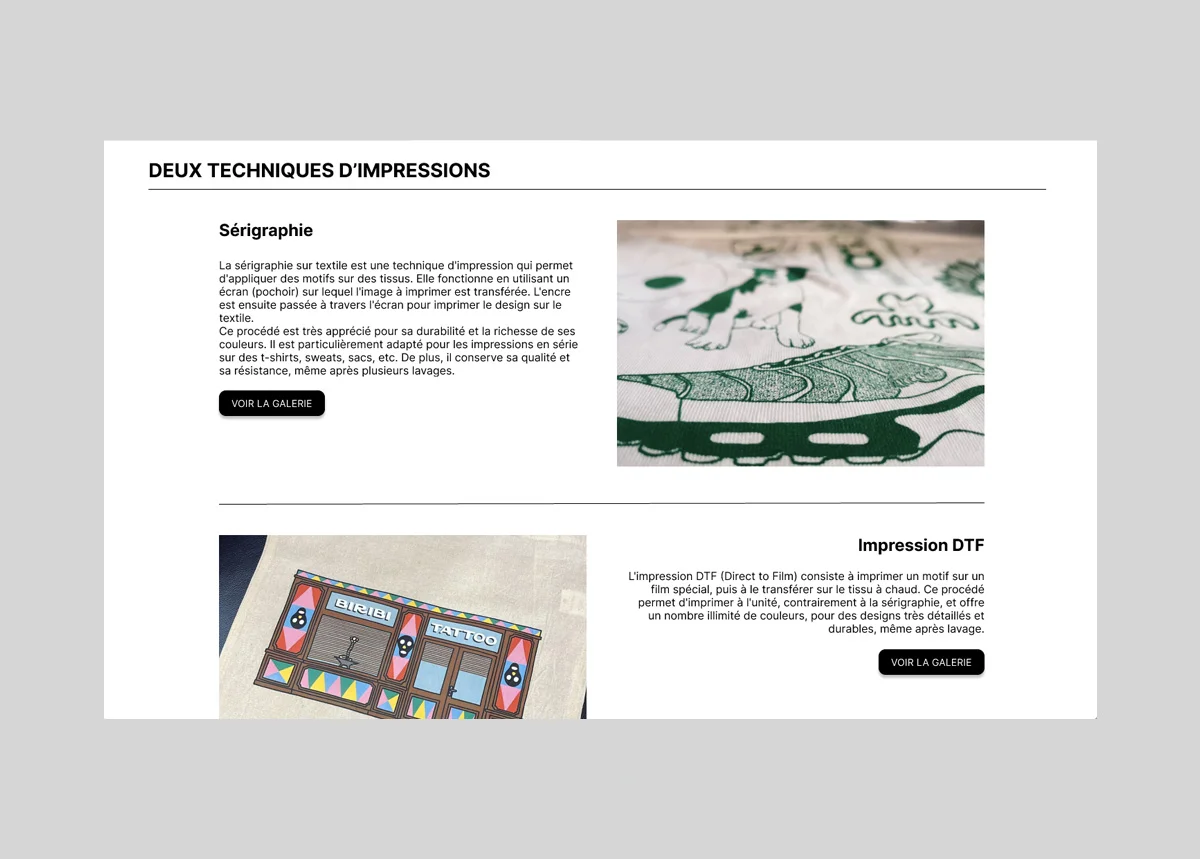 DEUX TECHNIQUES D’IMPRESSIONS
Sérigraphie
La sérigraphie sur textile est une technique d'impression qui permet
d'appliquer des motifs sur des tissus. Elle fonctionne en utilisant un
écran (pochoir) sur lequel l'image à imprimer est transférée. L'encre
est ensuite passée à travers l'écran pour imprimer le design sur le
textile.
Ce procédé est très apprécié pour sa durabilité et la richesse de ses
couleurs. Il est particulièrement adapté pour les impressions en série
sur des t-shirts, sweats, sacs, etc. De plus, il conserve sa qualité et
sa résistance, même après plusieurs lavages.
VOIR LA GALERIE
BIRIBI
TATTOO
Impression DTF
L'impression DTF (Direct to Film) consiste à imprimer un motif sur un
film spécial, puis à le transférer sur le tissu à chaud. Ce procédé
permet d'imprimer à l'unité, contrairement à la sérigraphie, et offre
un nombre illimité de couleurs, pour des designs très détaillés et
durables, même après lavage.
VOIR LA GALERIE